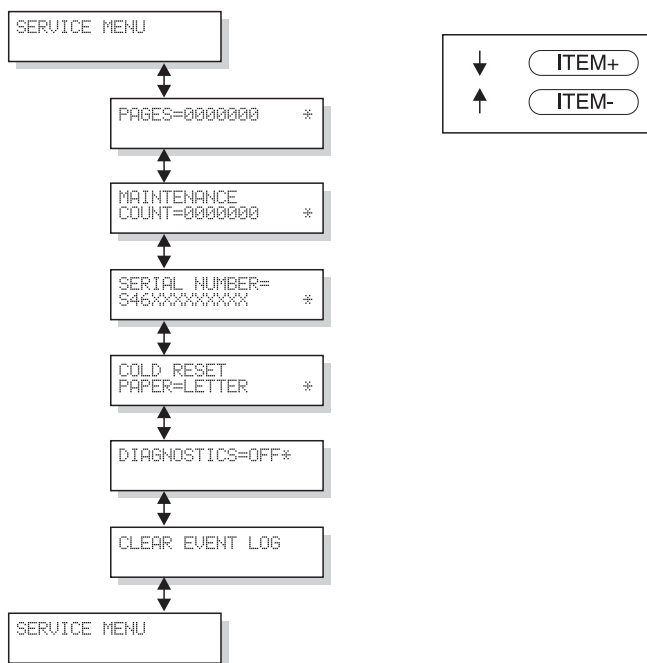 SERVICE MENU
PAGES=0000000 *
MAINTENANCE
COUNT=0000000 *
SERIAL NUMBER=
S46XXXXXXXXX *
COLD RESET
PAPER=LETTER *
DIAGNOSTICS=OFF*
CLEAR EVENT LOG
SERVICE MENU
ITEM+
ITEM-